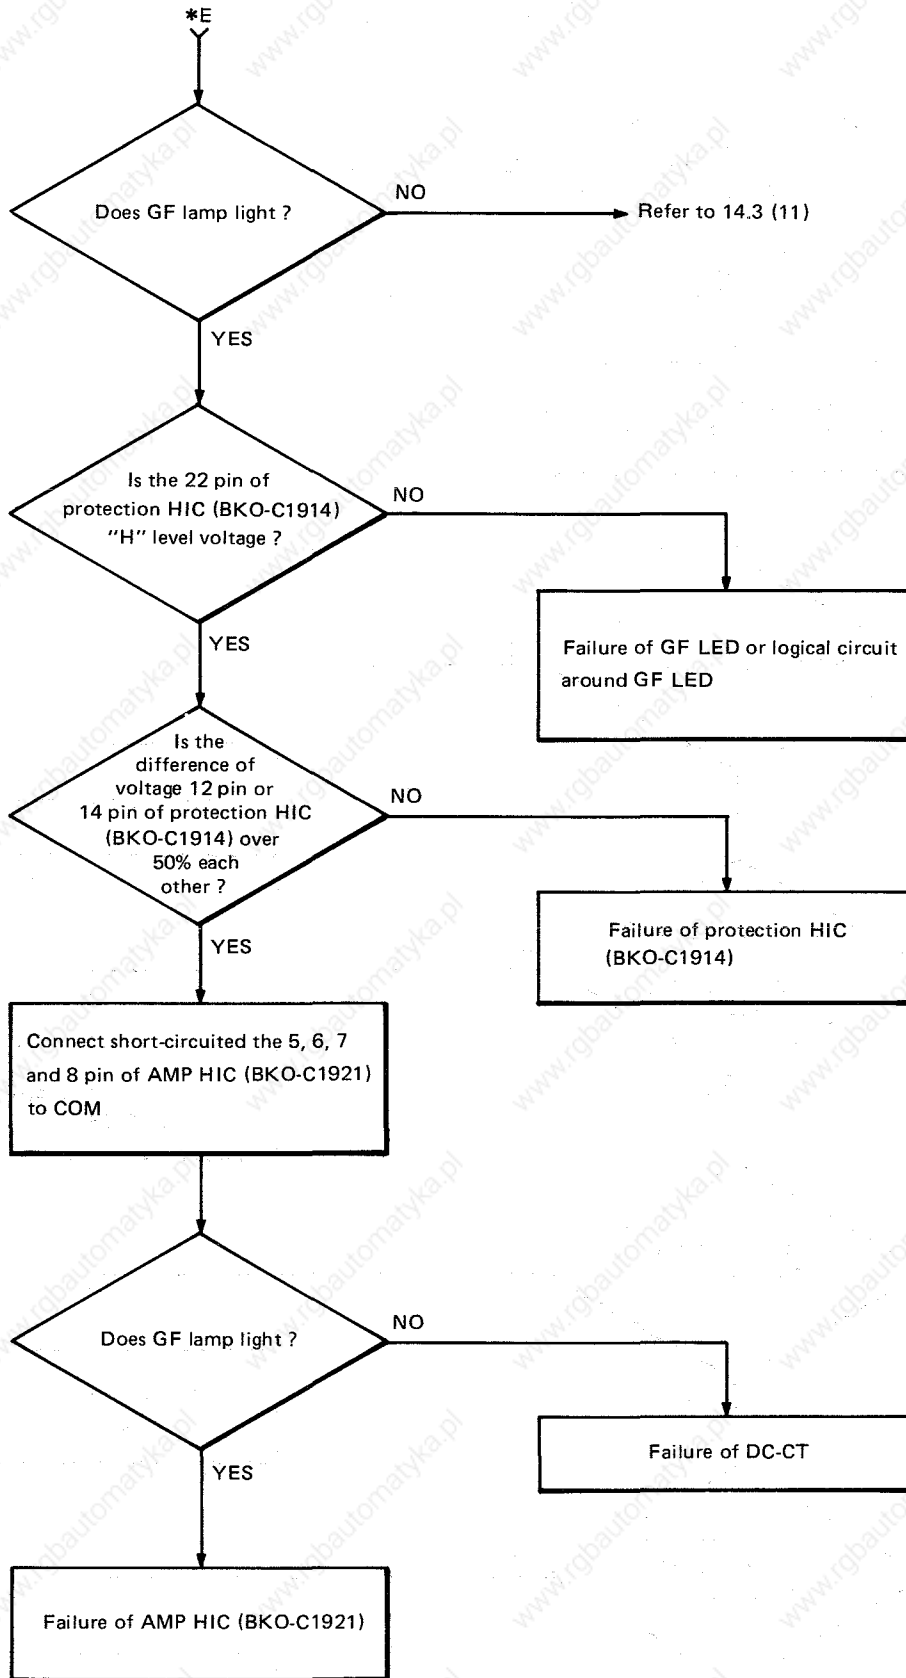 *E
Does GF lamp light ?
NO
Refer to 14.3 (11)
YES
Is the 22 pin of
protection HIC (BKO-C1914)
"H" level voltage ?
NO
Failure of GF LED or logical circuit
around GF LED
YES
Is the
difference of
voltage 12 pin or
14 pin of protection HIC
(BKO-C1914) over
50% each
other ?
NO
Failure of protection HIC
(BKO-C1914)
YES
Connect short-circuited the 5, 6, 7
and 8 pin of AMP HIC (BKO-C1921)
to COM
Does GF lamp light ?
NO
Failure of DC-CT
YES
Failure of AMP HIC (BKO-C1921)
www.rgbautomatyka.pl